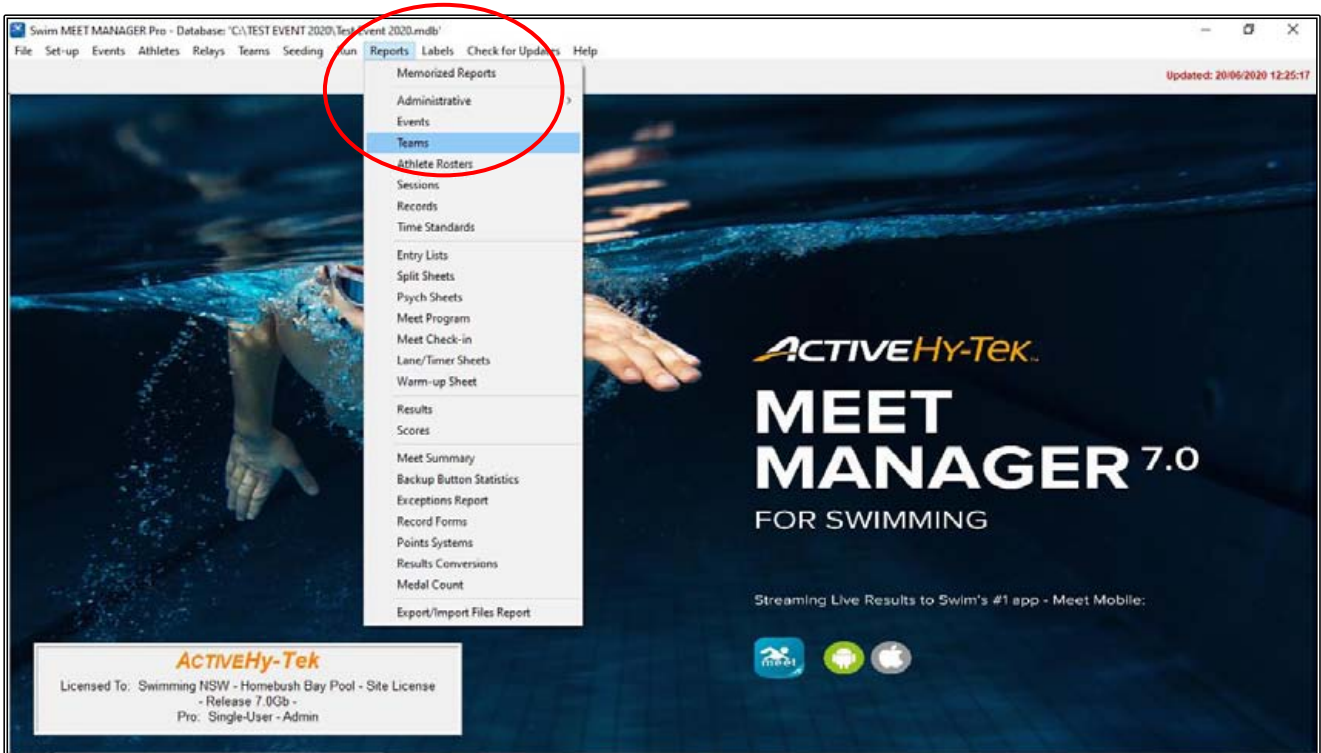 Swim MEET MANAGER Pro - Database: 'C:\TEST EVENT 2020\Test Event 2020.mdb'
File Set-up Events Athletes Relays Teams Seeding Run Reports Labels Check for Updates Help
Updated: 20/06/2020 12:25:17
Memorized Reports
Administrative >
Events
Teams
Athlete Rosters
Sessions
Records
Time Standards
Entry Lists
Split Sheets
Psych Sheets
Meet Program
Meet Check-in
Lane/Timer Sheets
Warm-up Sheet
Results
Scores
Meet Summary
Backup Button Statistics
Exceptions Report
Record Forms
Points Systems
Results Conversions
Medal Count
Export/Import Files Report
ACTIVEHY-TEK
MEET
MANAGER 7.0
FOR SWIMMING
Streaming Live Results to Swim's #1 app - Meet Mobile:
meet
ACTIVEHy-Tek
Licensed To: Swimming NSW - Homebush Bay Pool - Site License
- Release 7.0Gb -
Pro: Single-User - Admin